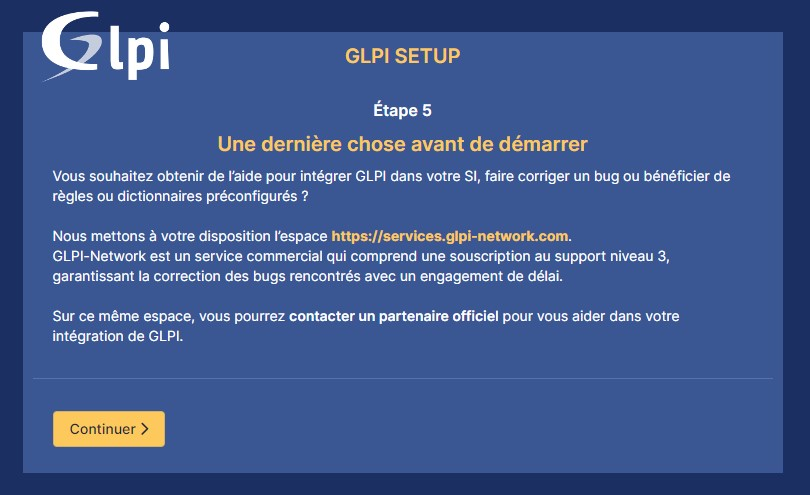 Glpi
GLPI SETUP
Étape 5
Une dernière chose avant de démarrer
Vous souhaitez obtenir de l’aide pour intégrer GLPI dans votre SI, faire corriger un bug ou bénéficier de
règles ou dictionnaires préconfigurés ?
Nous mettons à votre disposition l’espace https://services.glpi-network.com.
GLPI-Network est un service commercial qui comprend une souscription au support niveau 3,
garantissant la correction des bugs rencontrés avec un engagement de délai.
Sur ce même espace, vous pourrez contacter un partenaire officiel pour vous aider dans votre
intégration de GLPI.
Continuer